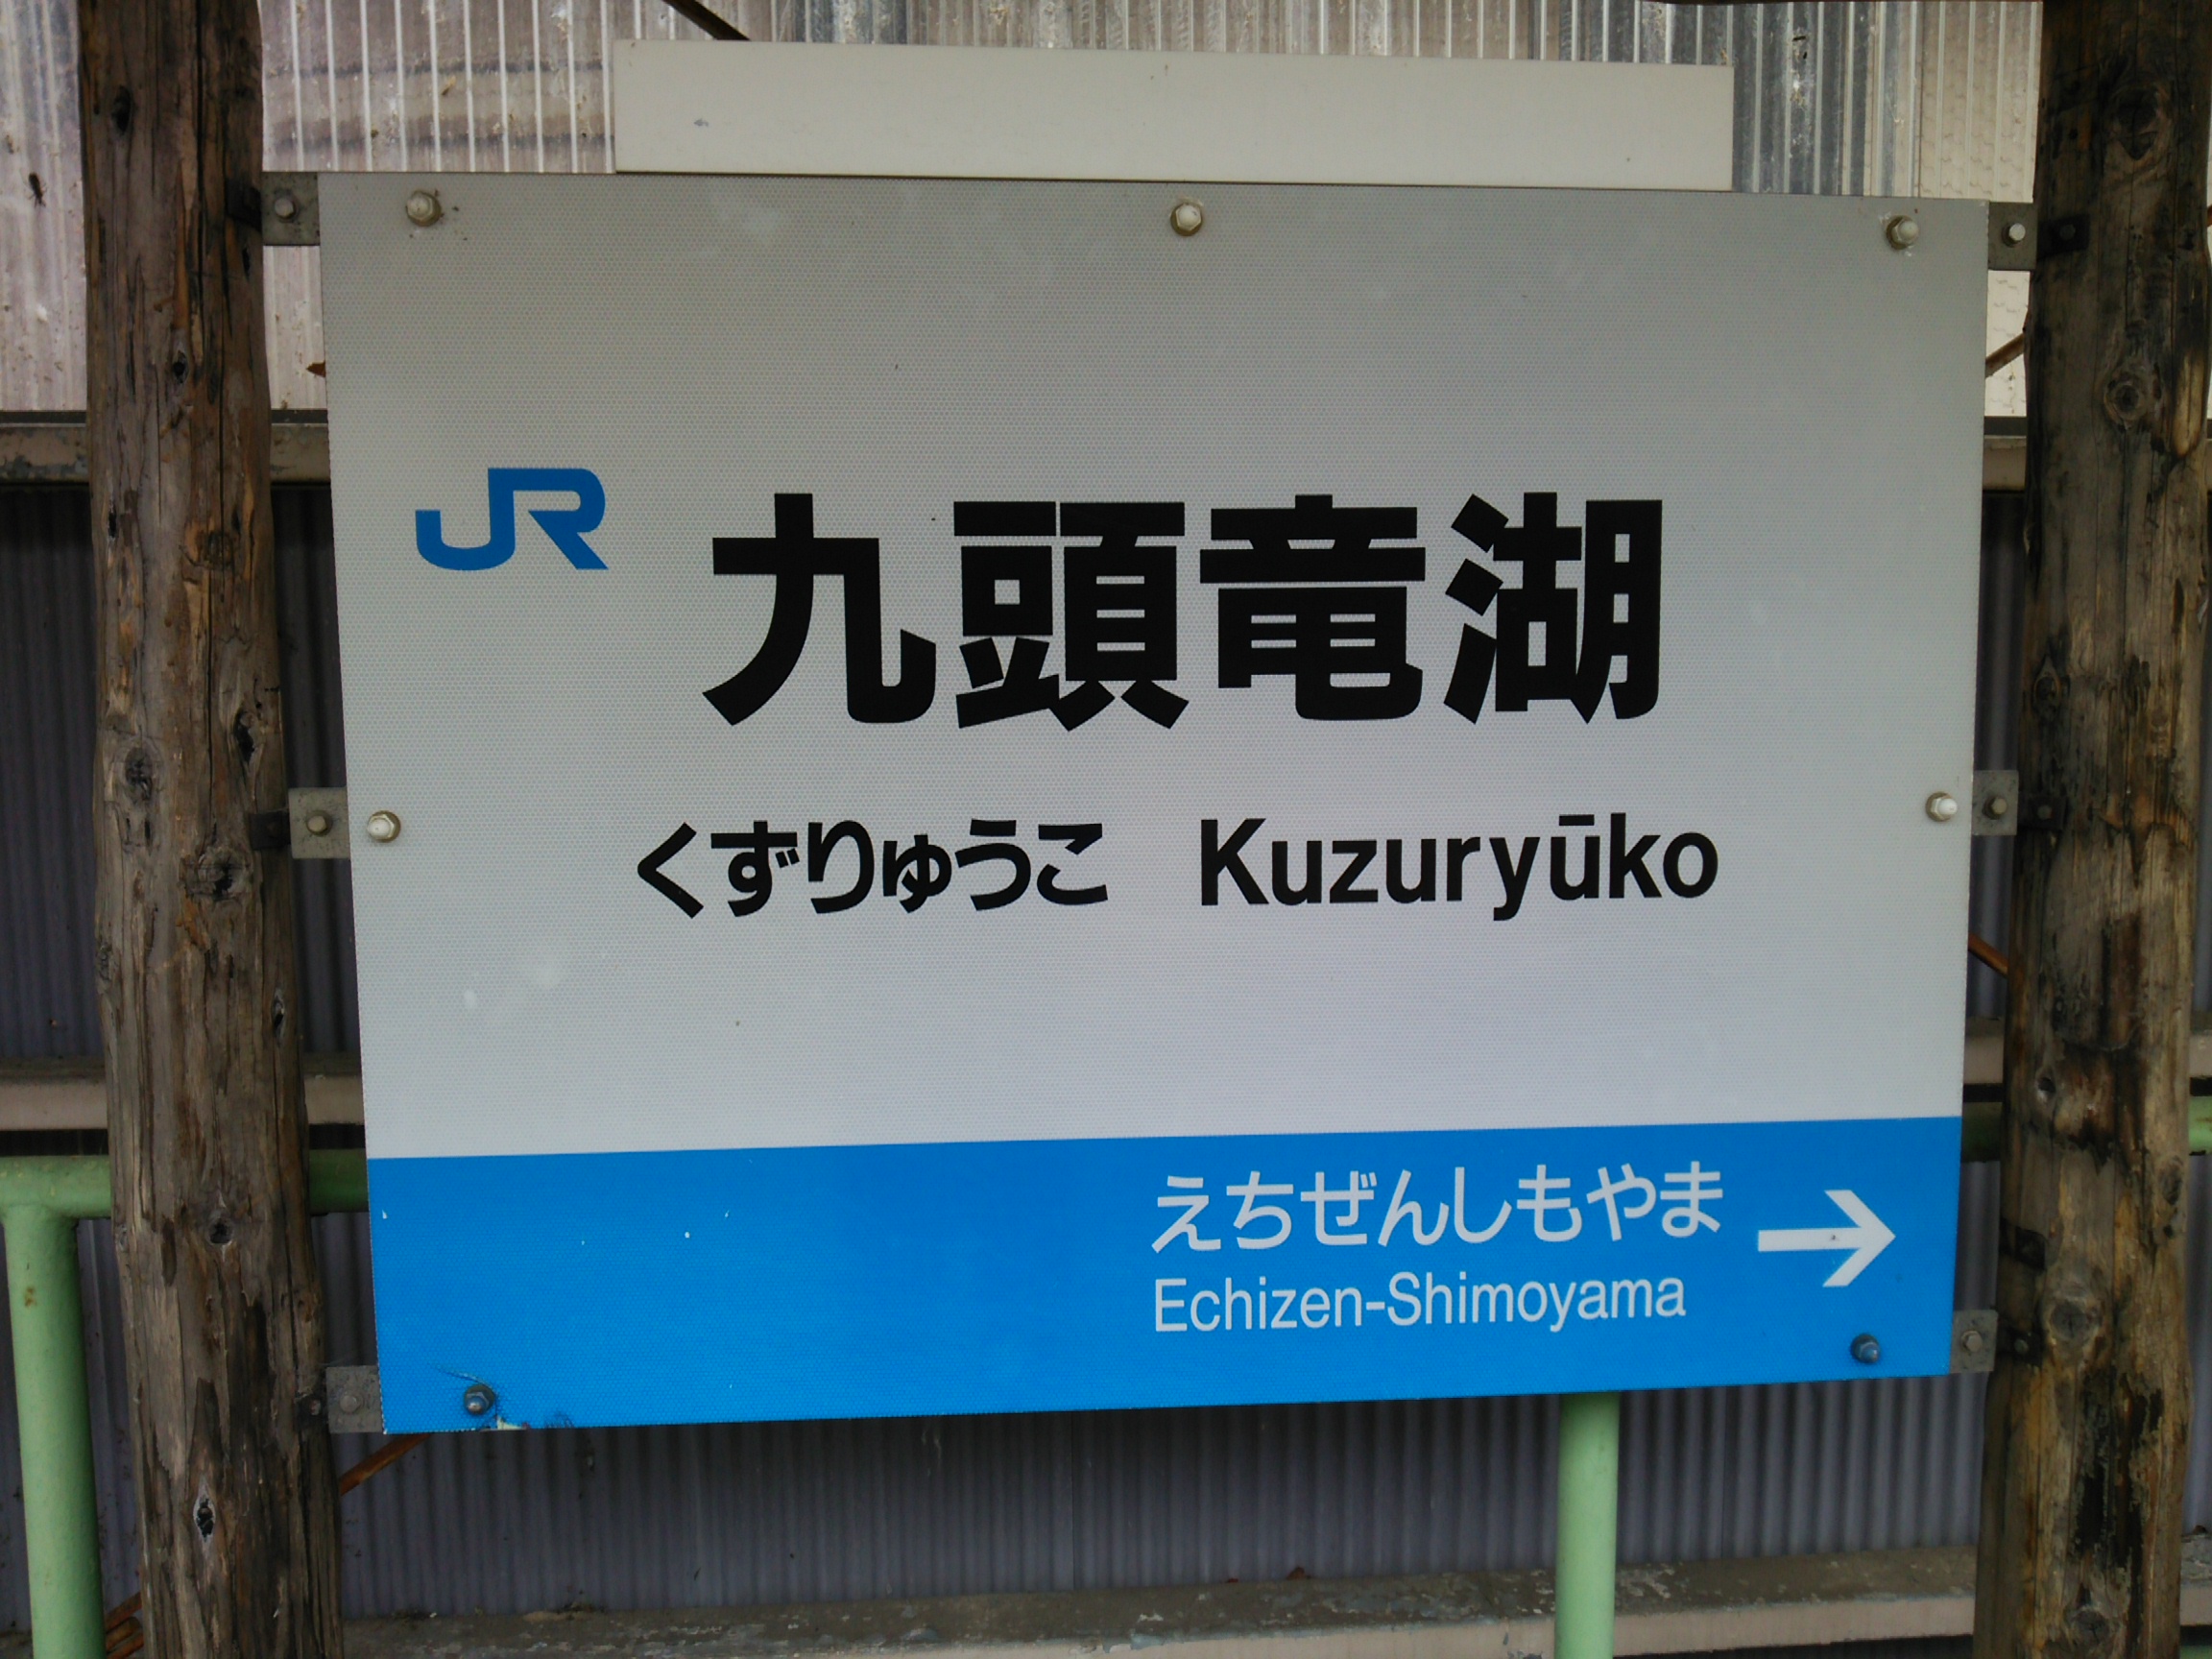 JR 九頭竜湖
くずりゅうこ Kuzuryūko
えちぜんしもやま →
Echizen-Shimoyama